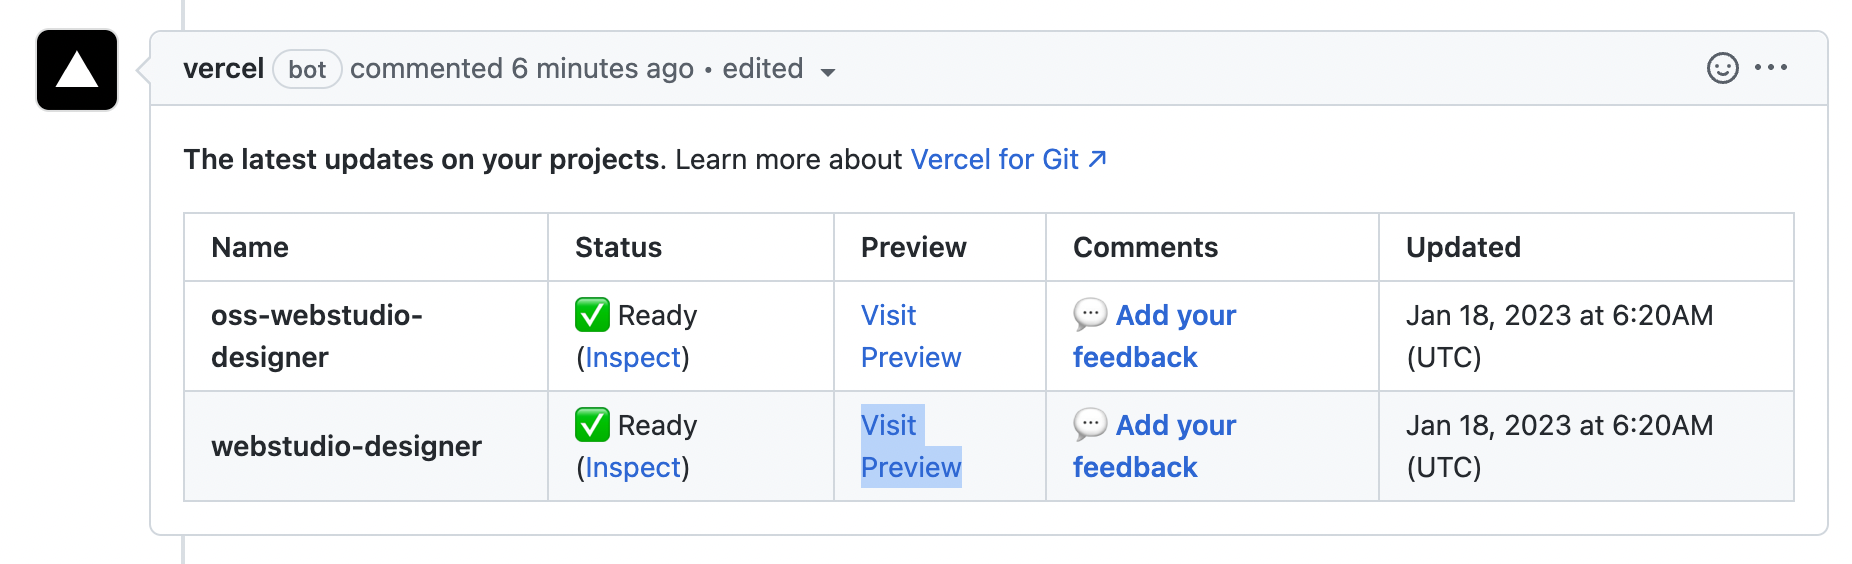 vercel bot commented 6 minutes ago • edited
The latest updates on your projects. Learn more about Vercel for Git ↗
Name Status Preview Comments Updated
oss-webstudio-designer ✅ Ready (Inspect) Visit Preview 💬 Add your feedback Jan 18, 2023 at 6:20AM (UTC)
webstudio-designer ✅ Ready (Inspect) Visit Preview 💬 Add your feedback Jan 18, 2023 at 6:20AM (UTC)